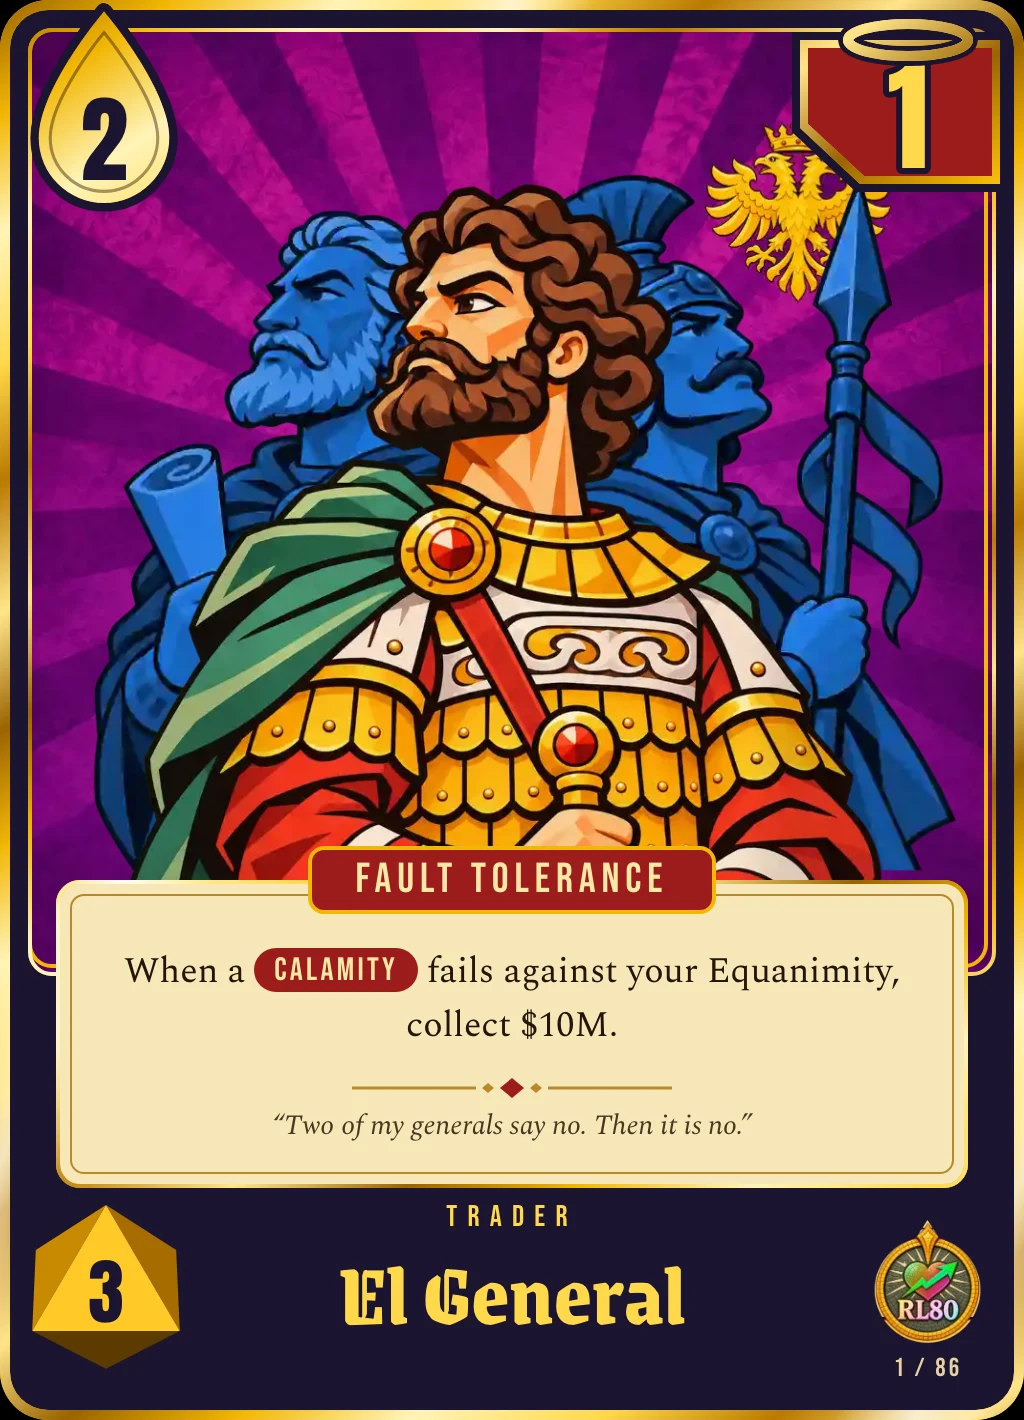 2
1
FAULT TOLERANCE
When a CALAMITY fails against your Equanimity,
collect $10M.
“Two of my generals say no. Then it is no.”
TRADER
3
El General
RL80
1 / 86